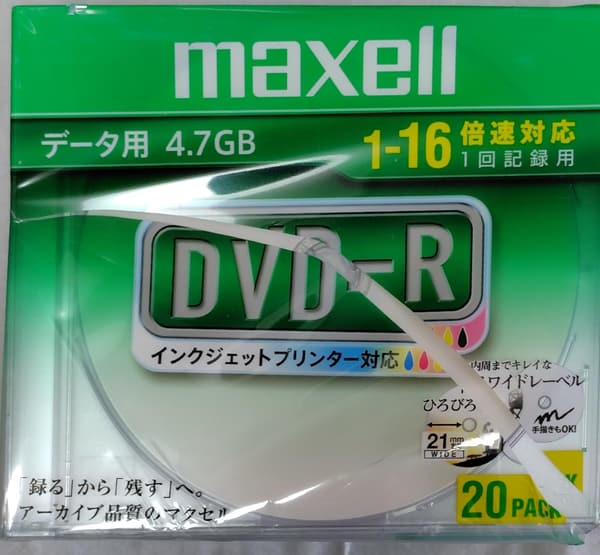 maxell
データ用 4.7GB
1-16倍速対応
1回記録用
DVD-R
インクジェットプリンター対応
内周までキレイな
ワイドレーベル
ひろびろ
21mm
WIDE
手描きもOK!
「録る」から「残す」へ。
アーカイブ品質のマクセル
20 PACK